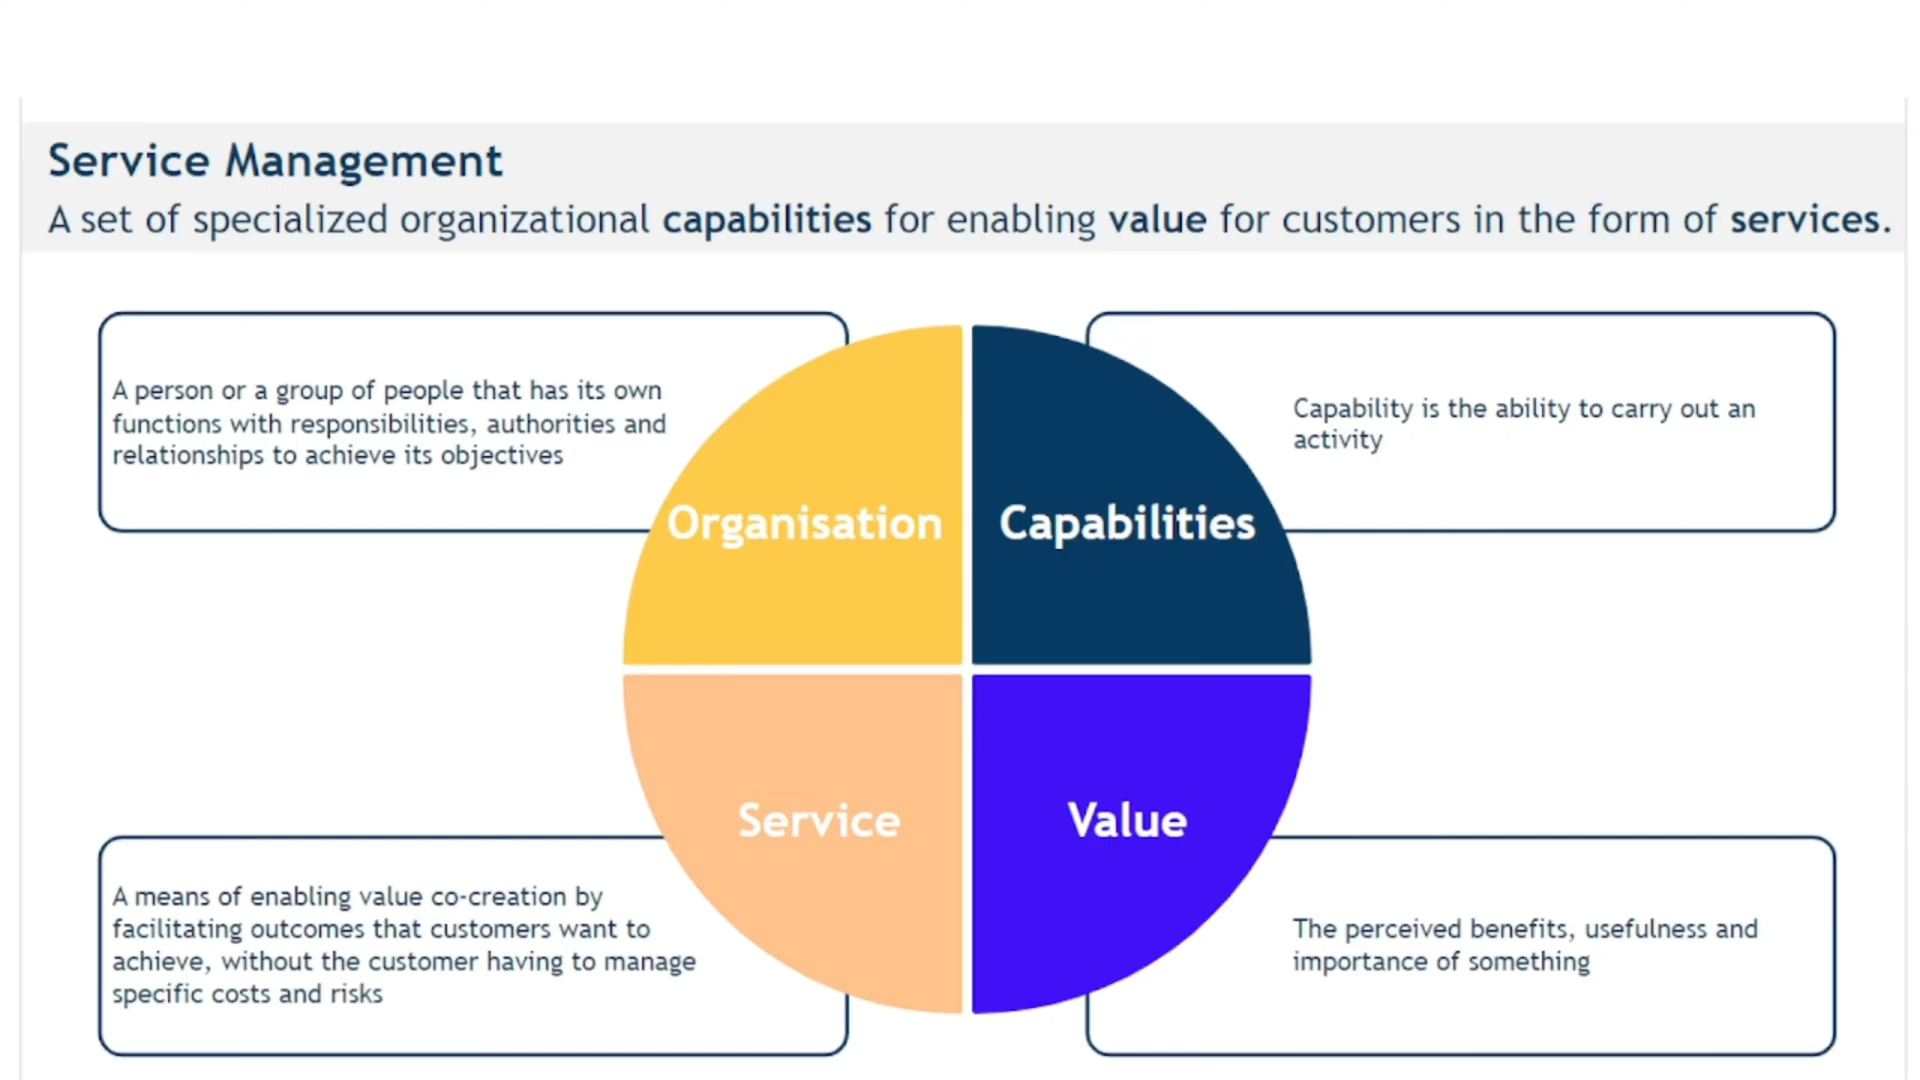 Service Management
A set of specialized organizational capabilities for enabling value for customers in the form of services.
A person or a group of people that has its own
functions with responsibilities, authorities and
relationships to achieve its objectives
Capability is the ability to carry out an
activity
Organisation
Capabilities
Service
Value
A means of enabling value co-creation by
facilitating outcomes that customers want to
achieve, without the customer having to manage
specific costs and risks
The perceived benefits, usefulness and
importance of something